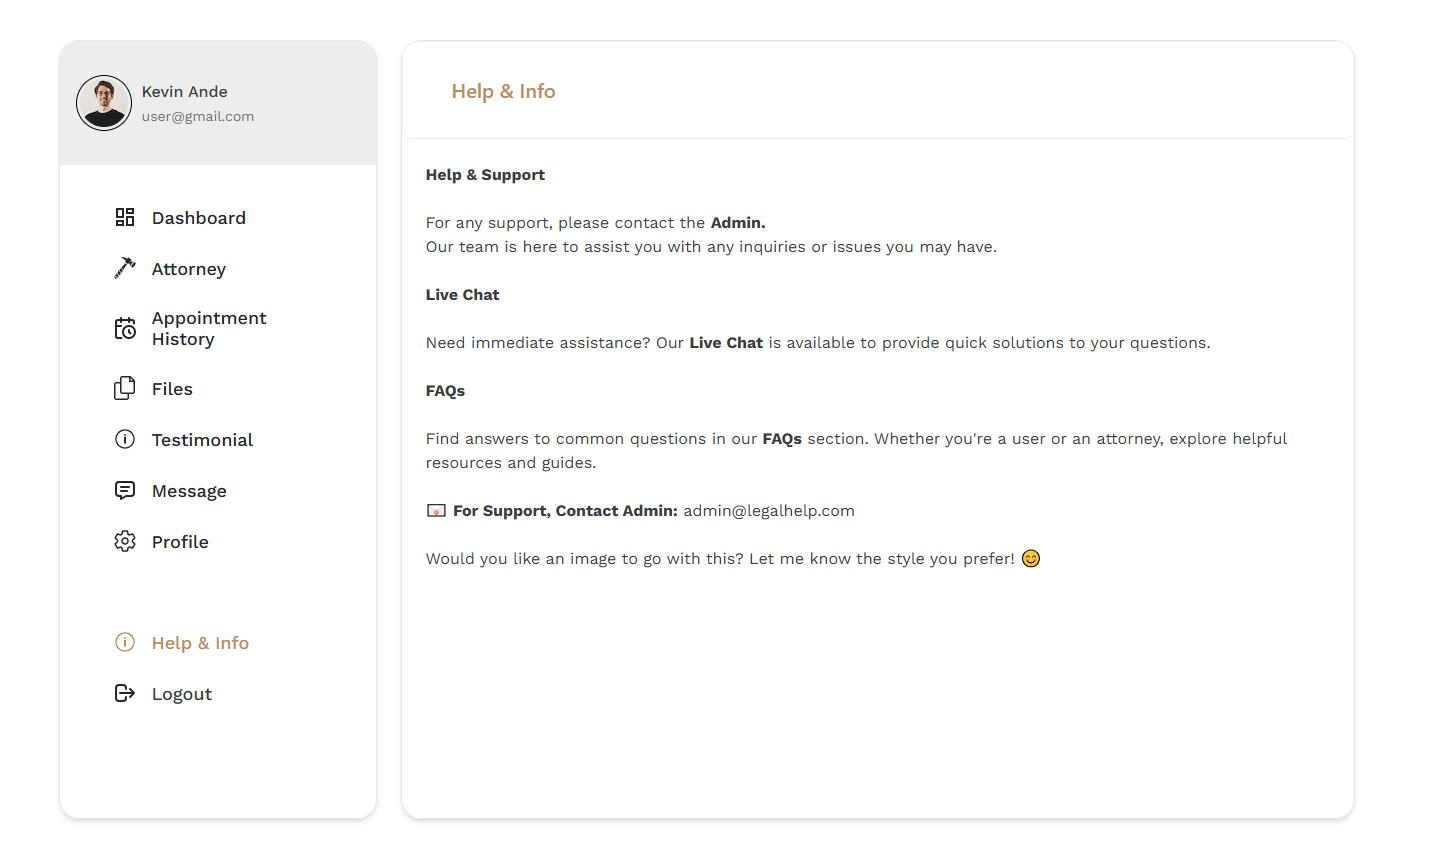 Kevin Ande
user@gmail.com
Dashboard
Attorney
Appointment
History
Files
Testimonial
Message
Profile
Help & Info
Logout
Help & Info
Help & Support
For any support, please contact the Admin.
Our team is here to assist you with any inquiries or issues you may have.
Live Chat
Need immediate assistance? Our Live Chat is available to provide quick solutions to your questions.
FAQs
Find answers to common questions in our FAQs section. Whether you're a user or an attorney, explore helpful
resources and guides.
📧 For Support, Contact Admin: admin@legalhelp.com
Would you like an image to go with this? Let me know the style you prefer! 😊